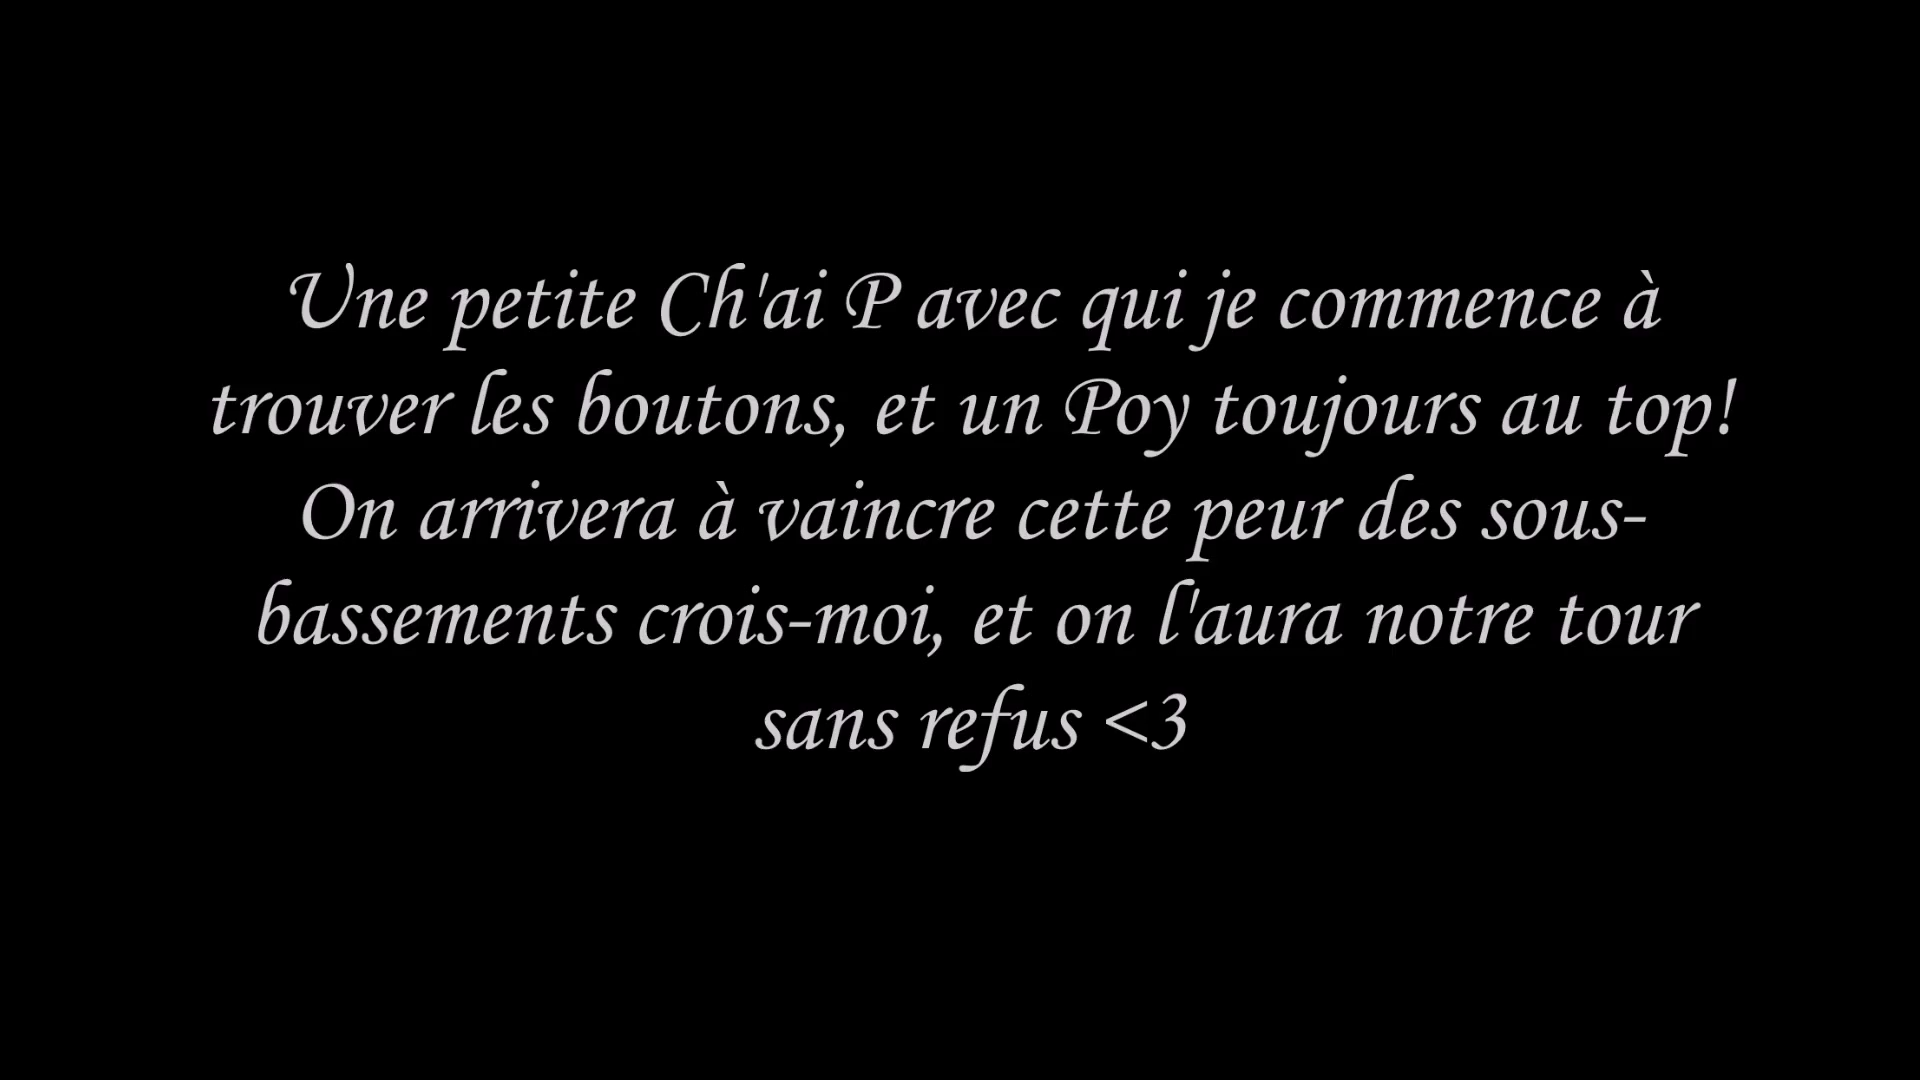 Une petite Ch'ai P avec qui je commence à
trouver les boutons, et un Poy toujours au top!
On arrivera à vaincre cette peur des sous-
bassements crois-moi, et on l'aura notre tour
sans refus <3